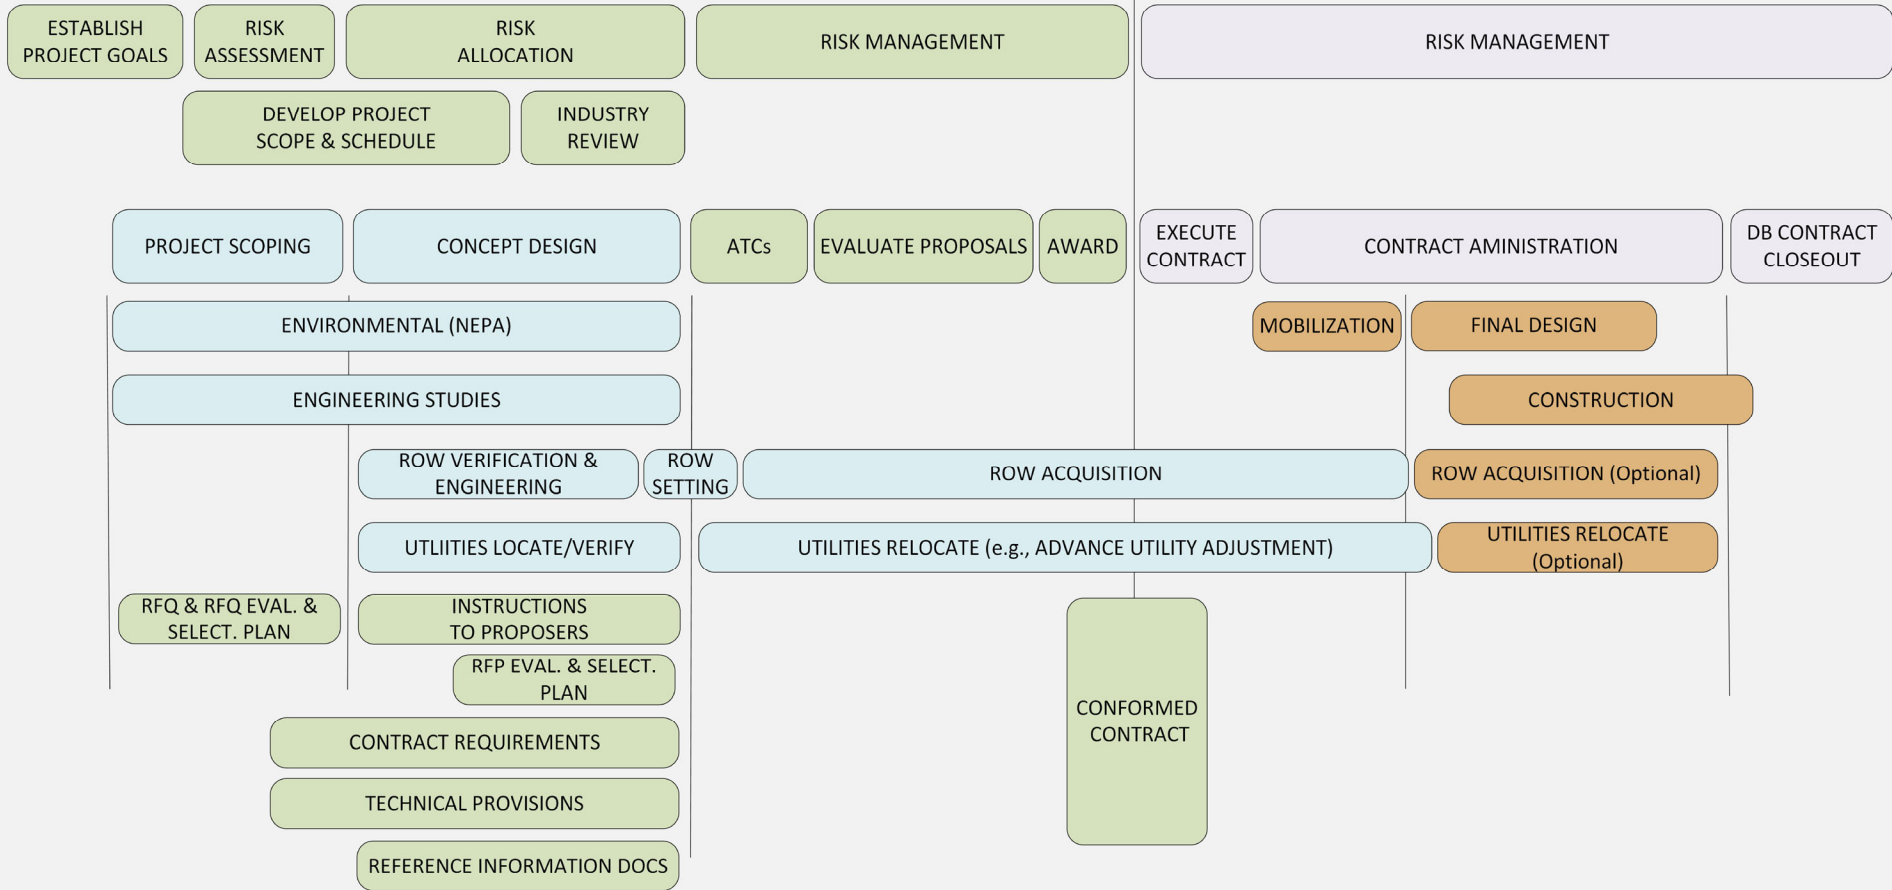 ESTABLISH
PROJECT GOALS
RISK
ASSESSMENT
RISK
ALLOCATION
RISK MANAGEMENT
RISK MANAGEMENT
DEVELOP PROJECT
SCOPE & SCHEDULE
INDUSTRY
REVIEW
PROJECT SCOPING
CONCEPT DESIGN
ATCs
EVALUATE PROPOSALS
AWARD
EXECUTE
CONTRACT
CONTRACT AMINISTRATION
DB CONTRACT
CLOSEOUT
ENVIRONMENTAL (NEPA)
MOBILIZATION
FINAL DESIGN
ENGINEERING STUDIES
CONSTRUCTION
ROW VERIFICATION &
ENGINEERING
ROW
SETTING
ROW ACQUISITION
ROW ACQUISITION (Optional)
UTLIITIES LOCATE/VERIFY
UTILITIES RELOCATE (e.g., ADVANCE UTILITY ADJUSTMENT)
UTILITIES RELOCATE
(Optional)
RFQ & RFQ EVAL. &
SELECT. PLAN
INSTRUCTIONS
TO PROPOSERS
RFP EVAL. & SELECT.
PLAN
CONFORMED
CONTRACT
CONTRACT REQUIREMENTS
TECHNICAL PROVISIONS
REFERENCE INFORMATION DOCS